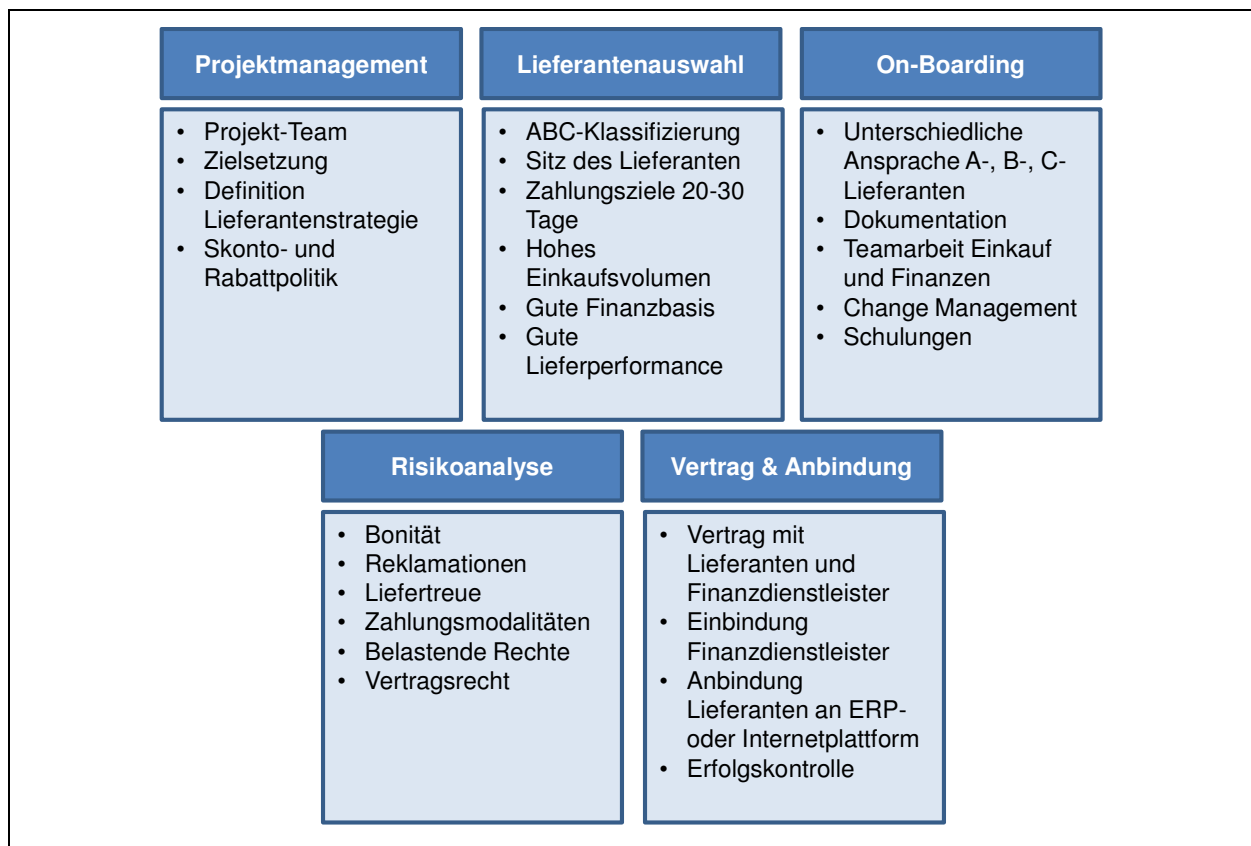 Projektmanagement
• Projekt-Team
• Zielsetzung
• Definition
Lieferantenstrategie
• Skonto- und
Rabattpolitik
Lieferantenauswahl
• ABC-Klassifizierung
• Sitz des Lieferanten
• Zahlungsziele 20-30
Tage
• Hohes
Einkaufsvolumen
• Gute Finanzbasis
• Gute
Lieferperformance
On-Boarding
• Unterschiedliche
Ansprache A-, B-, C-
Lieferanten
• Dokumentation
• Teamarbeit Einkauf
und Finanzen
• Change Management
• Schulungen
Risikoanalyse
• Bonität
• Reklamationen
• Liefertreue
• Zahlungsmodalitäten
• Belastende Rechte
• Vertragsrecht
Vertrag & Anbindung
• Vertrag mit
Lieferanten und
Finanzdienstleister
• Einbindung
Finanzdienstleister
• Anbindung
Lieferanten an ERP-
oder Internetplattform
• Erfolgskontrolle